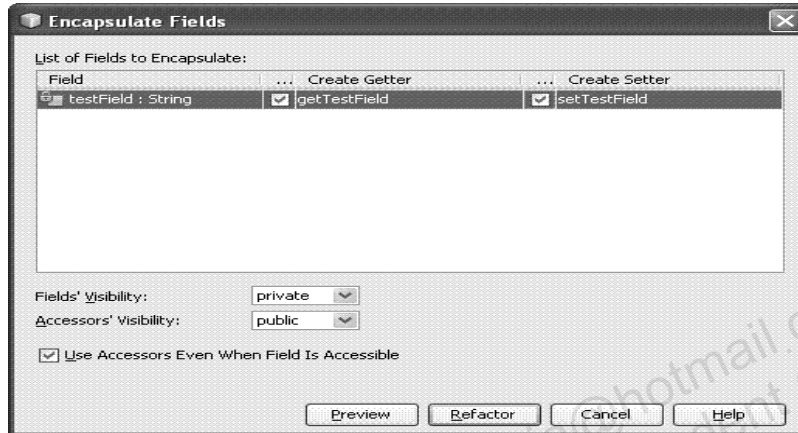 Encapsulate Fields
List of Fields to Encapsulate:
Field ... Create Getter ... Create Setter
testField : String getTestField setTestField
Fields' Visibility: private
Accessors' Visibility: public
Use Accessors Even When Field Is Accessible
Preview Refactor Cancel Help